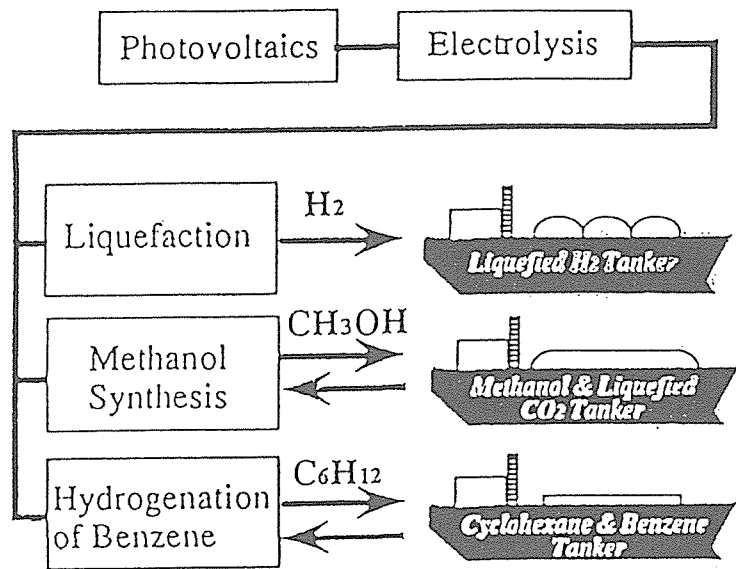 Photovoltaics
Electrolysis
Liquefaction
H₂
Liquefied H₂ Tanker
Methanol
Synthesis
CH₃OH
Methanol & Liquefied
CO₂ Tanker
Hydrogenation
of Benzene
C₆H₁₂
Cyclohexane & Benzene
Tanker